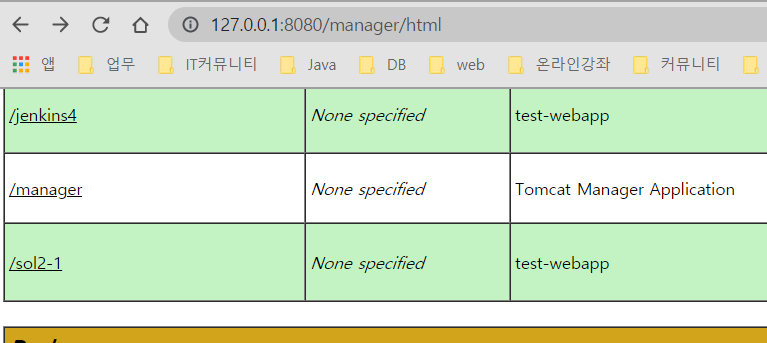 127.0.0.1:8080/manager/html
앱 업무 IT커뮤니티 Java DB web 온라인강좌 커뮤니티
/jenkins4 None specified test-webapp
/manager None specified Tomcat Manager Application
/sol2-1 None specified test-webapp